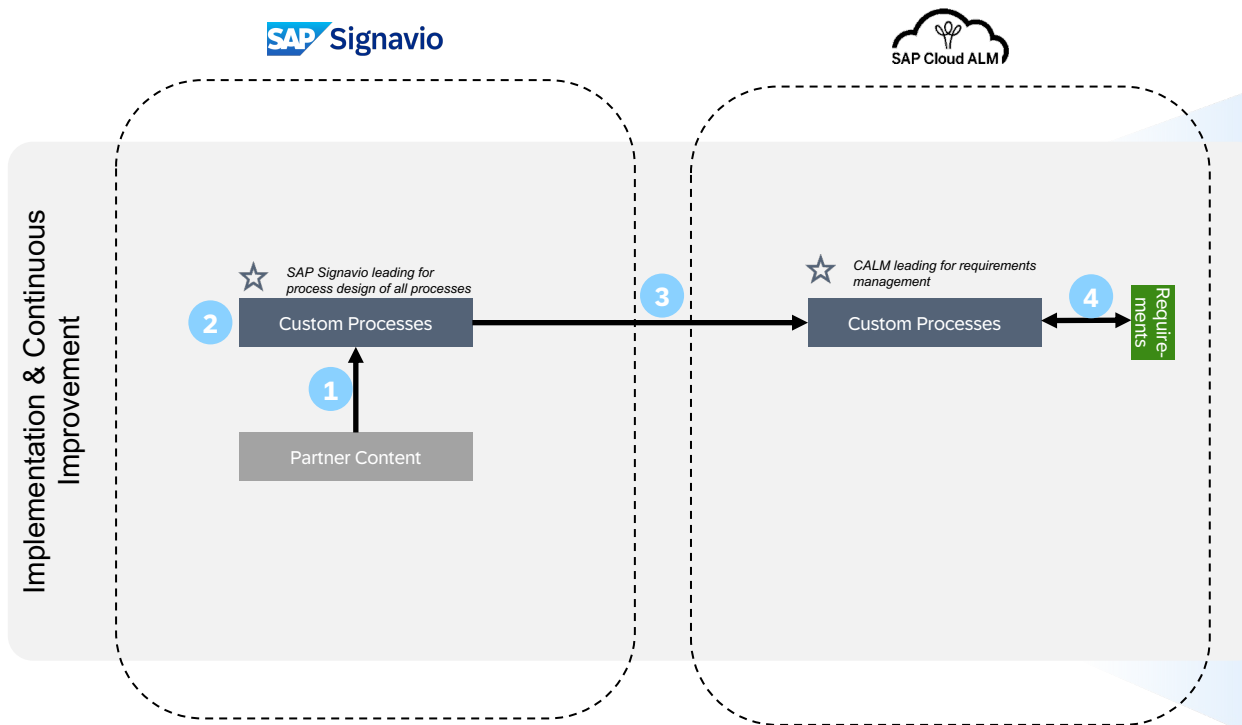 SAP Signavio
SAP Cloud ALM
Implementation & Continuous
Improvement
SAP Signavio leading for
process design of all processes
2
Custom Processes
1
Partner Content
3
CALM leading for requirements
management
Custom Processes
4
Require-
ments